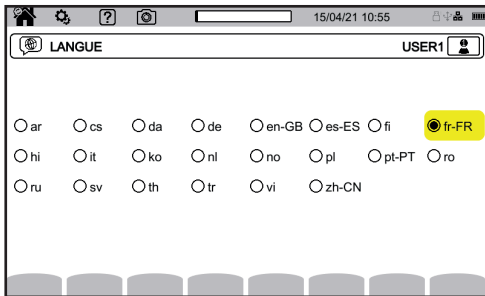 ? 15/04/21 10:55
LANGUE USER1
ar cs da de en-GB es-ES fi fr-FR
hi it ko nl no pl pt-PT ro
ru sv th tr vi zh-CN